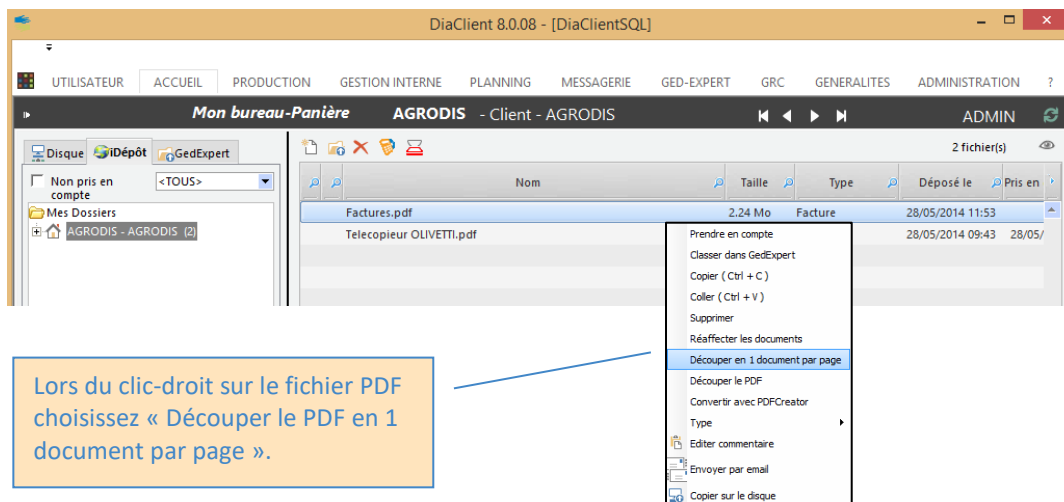 DiaClient 8.0.08 - [DiaClientSQL]
UTILISATEUR ACCUEIL PRODUCTION GESTION INTERNE PLANNING MESSAGERIE GED-EXPERT GRC GENERALITES ADMINISTRATION ?
Mon bureau-Panière AGRODIS - Client - AGRODIS ADMIN
Disque iDépôt GedExpert 2 fichier(s)
Non pris en compte <TOUS>
Nom Taille Type Déposé le Pris en
Mes Dossiers
AGRODIS - AGRODIS (2)
Factures.pdf 2.24 Mo Facture 28/05/2014 11:53
Telecopieur OLIVETTI.pdf 28/05/2014 09:43 28/05/
Prendre en compte
Classer dans GedExpert
Copier ( Ctrl + C )
Coller ( Ctrl + V )
Supprimer
Réaffecter les documents
Découper en 1 document par page
Découper le PDF
Convertir avec PDFCreator
Type
Editer commentaire
Envoyer par email
Copier sur le disque
Lors du clic-droit sur le fichier PDF
choisissez « Découper le PDF en 1
document par page ».